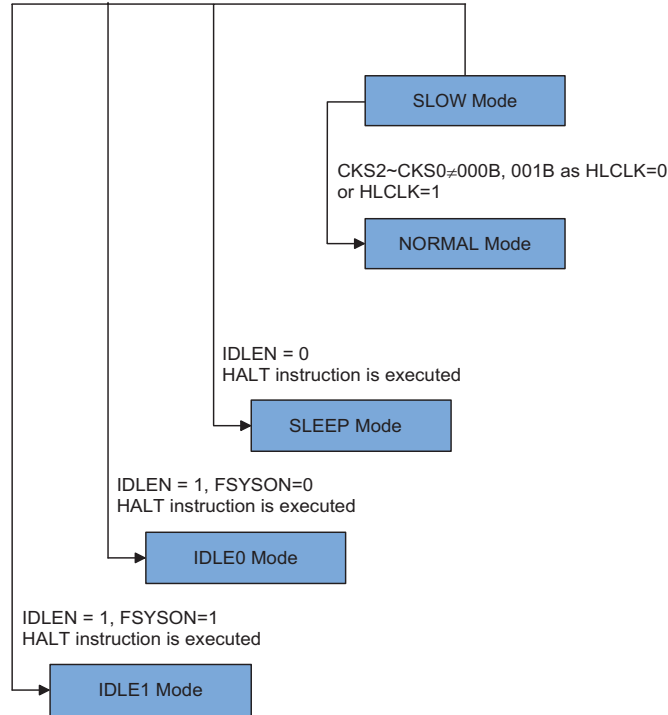 SLOW Mode
CKS2~CKS0≠000B, 001B as HLCLK=0
or HLCLK=1
NORMAL Mode
IDLEN = 0
HALT instruction is executed
SLEEP Mode
IDLEN = 1, FSYSON=0
HALT instruction is executed
IDLE0 Mode
IDLEN = 1, FSYSON=1
HALT instruction is executed
IDLE1 Mode